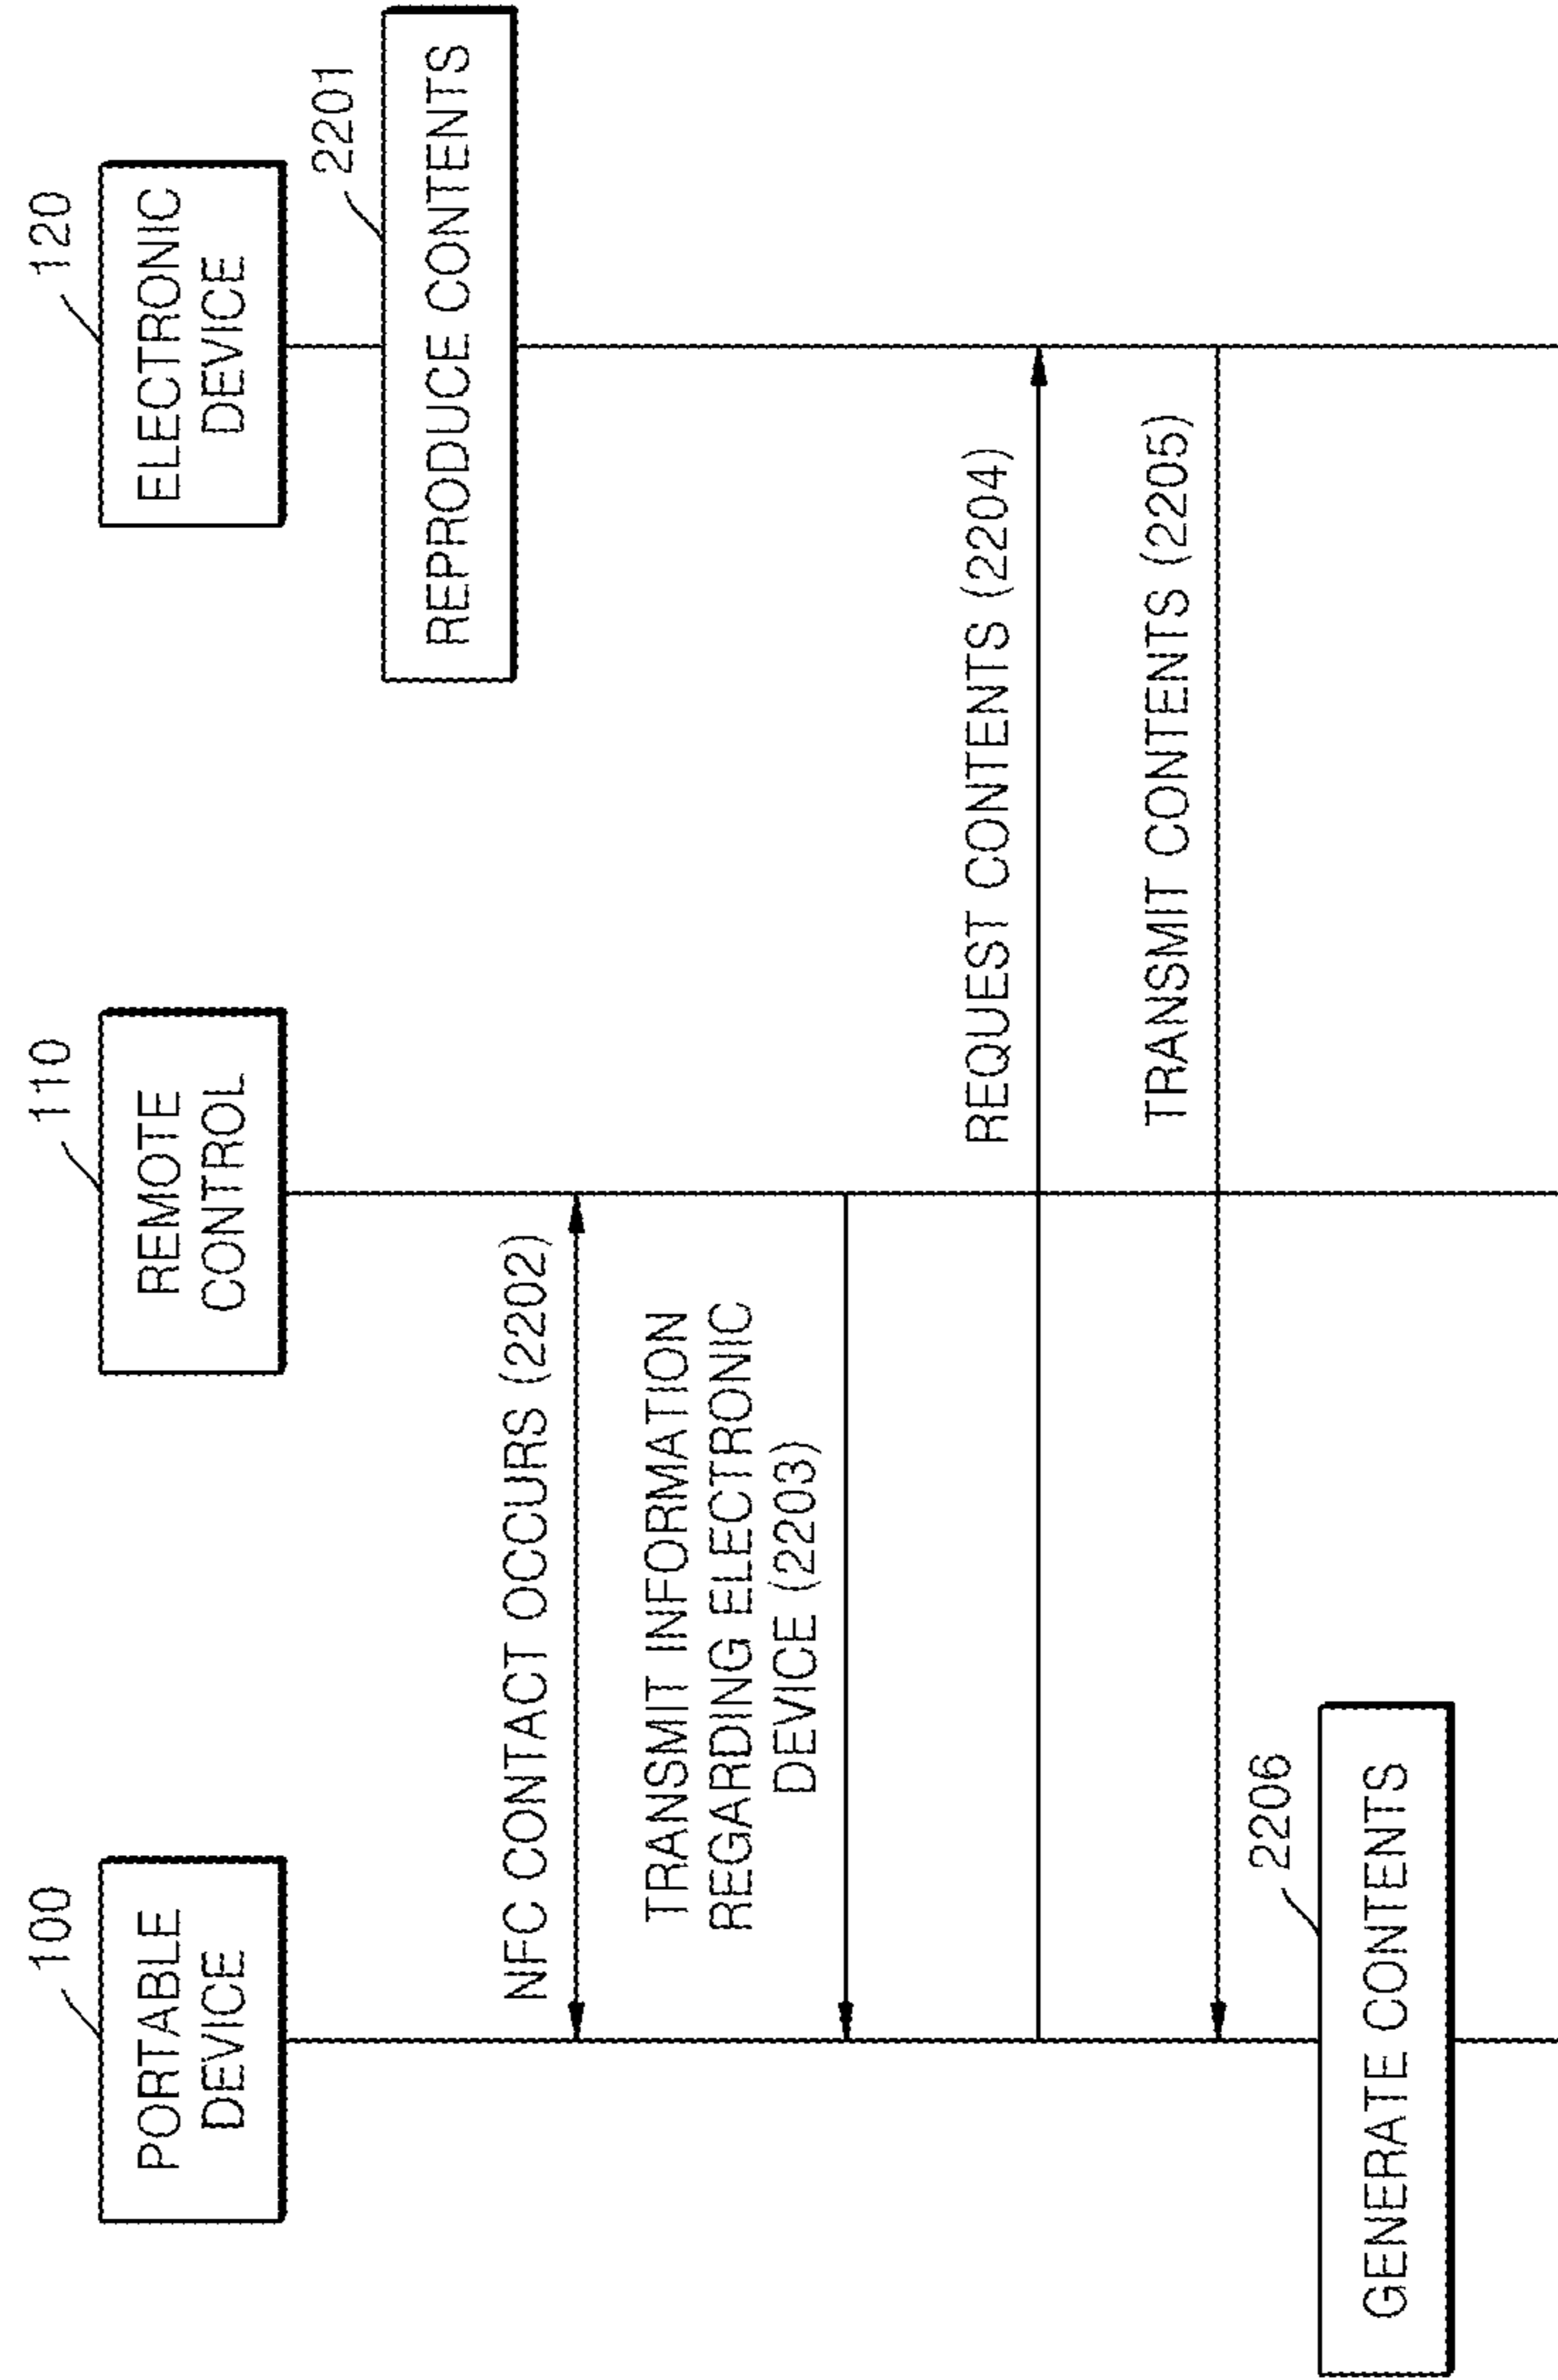 100
PORTABLE
DEVICE
110
REMOTE
CONTROL
120
ELECTRONIC
DEVICE
2201
REPRODUCE CONTENTS
NFC CONTACT OCCURS (2202)
TRANSMIT INFORMATION
REGARDING ELECTRONIC
DEVICE (2203)
REQUEST CONTENTS (2204)
TRANSMIT CONTENTS (2205)
2206
GENERATE CONTENTS